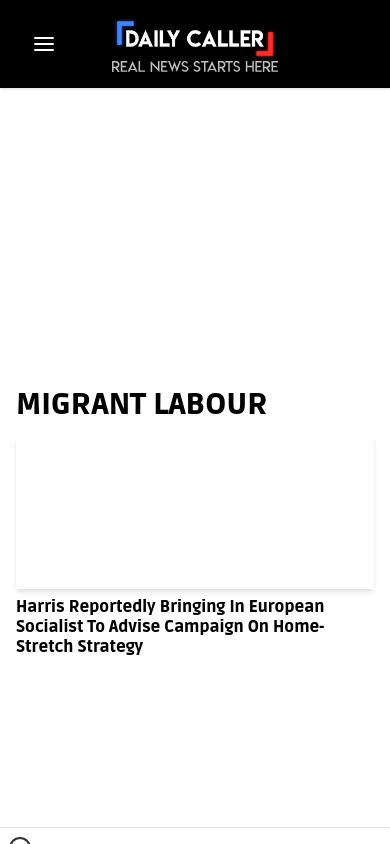 DAILY CALLER
REAL NEWS STARTS HERE
MIGRANT LABOUR
Harris Reportedly Bringing In European
Socialist To Advise Campaign On Home-
Stretch Strategy